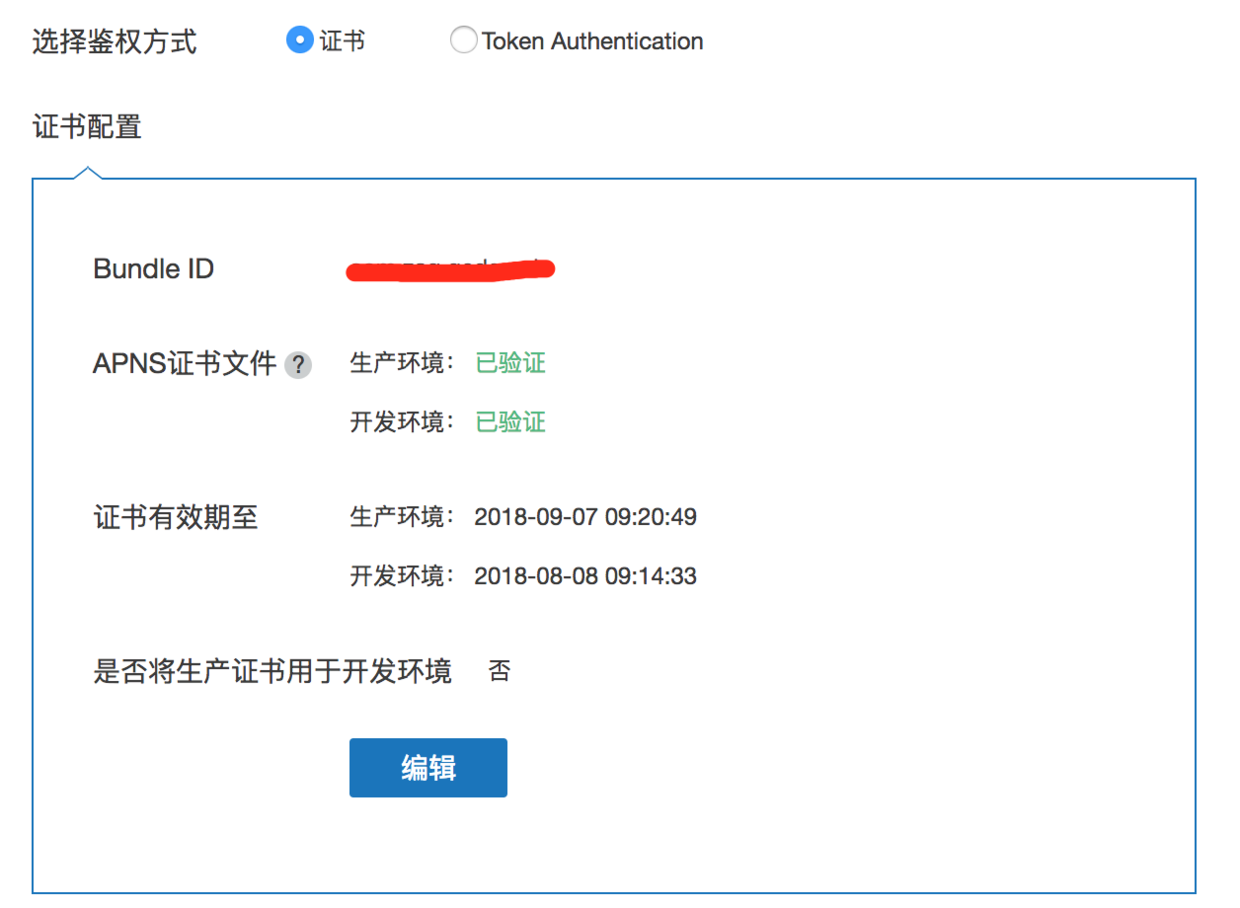 选择鉴权方式 证书 Token Authentication
证书配置
Bundle ID
APNS证书文件 ? 生产环境： 已验证
开发环境： 已验证
证书有效期至 生产环境： 2018-09-07 09:20:49
开发环境： 2018-08-08 09:14:33
是否将生产证书用于开发环境 否
编辑